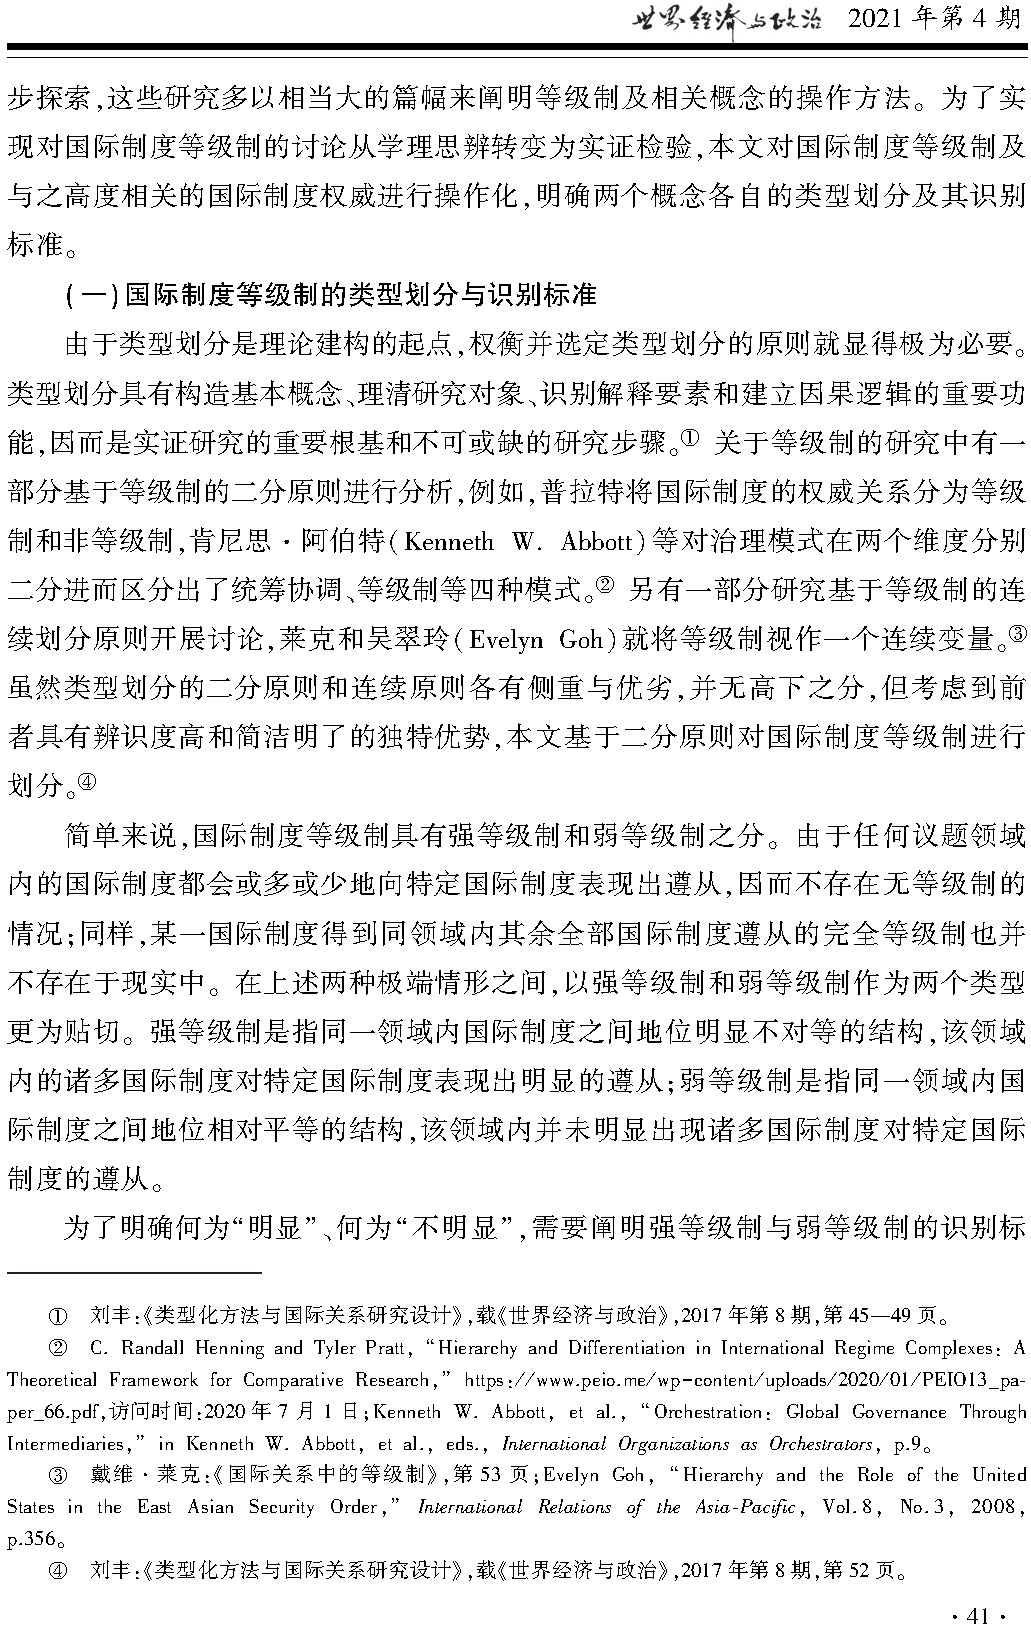 世界经济与政治 2021 年第 4 期
步探索,这些研究多以相当大的篇幅来阐明等级制及相关概念的操作方法。为了实
现对国际制度等级制的讨论从学理思辨转变为实证检验,本文对国际制度等级制及
与之高度相关的国际制度权威进行操作化,明确两个概念各自的类型划分及其识别
标准。
(一)国际制度等级制的类型划分与识别标准
由于类型划分是理论建构的起点,权衡并选定类型划分的原则就显得极为必要。
类型划分具有构造基本概念、理清研究对象、识别解释要素和建立因果逻辑的重要功
能,因而是实证研究的重要根基和不可或缺的研究步骤。① 关于等级制的研究中有一
部分基于等级制的二分原则进行分析,例如,普拉特将国际制度的权威关系分为等级
制和非等级制,肯尼思·阿伯特(Kenneth W. Abbott)等对治理模式在两个维度分别
二分进而区分出了统筹协调、等级制等四种模式。② 另有一部分研究基于等级制的连
续划分原则开展讨论,莱克和吴翠玲(Evelyn Goh)就将等级制视作一个连续变量。③
虽然类型划分的二分原则和连续原则各有侧重与优劣,并无高下之分,但考虑到前
者具有辨识度高和简洁明了的独特优势,本文基于二分原则对国际制度等级制进行
划分。④
简单来说,国际制度等级制具有强等级制和弱等级制之分。由于任何议题领域
内的国际制度都会或多或少地向特定国际制度表现出遵从,因而不存在无等级制的
情况;同样,某一国际制度得到同领域内其余全部国际制度遵从的完全等级制也并
不存在于现实中。在上述两种极端情形之间,以强等级制和弱等级制作为两个类型
更为贴切。强等级制是指同一领域内国际制度之间地位明显不对等的结构,该领域
内的诸多国际制度对特定国际制度表现出明显的遵从;弱等级制是指同一领域内国
际制度之间地位相对平等的结构,该领域内并未明显出现诸多国际制度对特定国际
制度的遵从。
为了明确何为“明显”、何为“不明显”,需要阐明强等级制与弱等级制的识别标
① 刘丰:《类型化方法与国际关系研究设计》,载《世界经济与政治》,2017 年第 8 期,第 45—49 页。
② C. Randall Henning and Tyler Pratt, “Hierarchy and Differentiation in International Regime Complexes: A
Theoretical Framework for Comparative Research,” https://www.peio.me/wp-content/uploads/2020/01/PEIO13_pa-
per_66.pdf,访问时间:2020 年 7 月 1 日;Kenneth W. Abbott, et al., “Orchestration: Global Governance Through
Intermediaries,” in Kenneth W. Abbott, et al., eds., International Organizations as Orchestrators, p.9。
③ 戴维·莱克:《国际关系中的等级制》,第 53 页;Evelyn Goh, “Hierarchy and the Role of the United
States in the East Asian Security Order,” International Relations of the Asia-Pacific, Vol. 8, No. 3, 2008,
p.356。
④ 刘丰:《类型化方法与国际关系研究设计》,载《世界经济与政治》,2017 年第 8 期,第 52 页。
· 41 ·